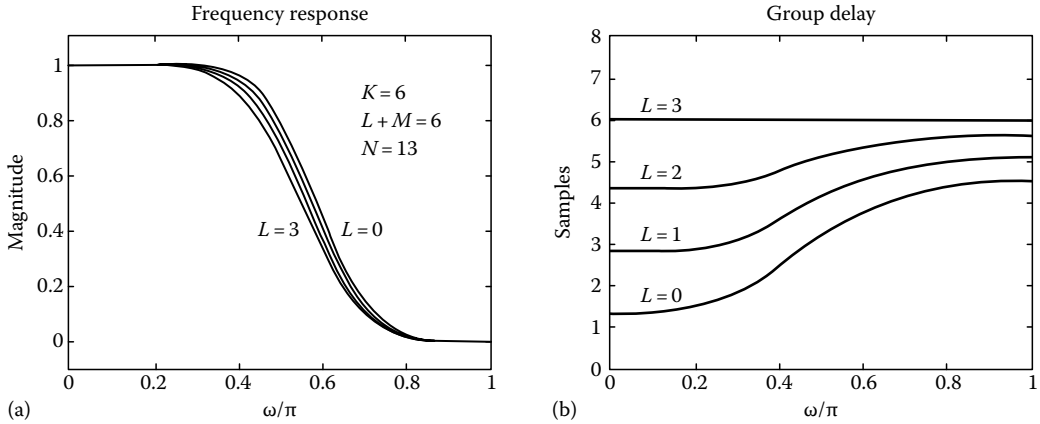 Frequency response
1
0.8
0.6
0.4
0.2
0
Magnitude
K = 6
L + M = 6
N = 13
L = 3
L = 0
0
0.2
0.4
0.6
0.8
1
ω/π
(a)
Group delay
8
7
6
5
4
3
2
1
0
Samples
L = 3
L = 2
L = 1
L = 0
0
0.2
0.4
0.6
0.8
1
ω/π
(b)